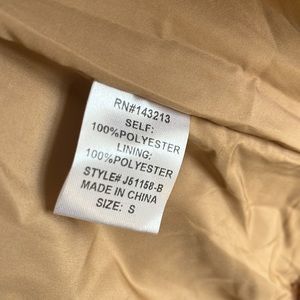 RN#143213
SELF:
100%POLYESTER
LINING:
100%POLYESTER
STYLE# J51158-B
MADE IN CHINA
SIZE: S